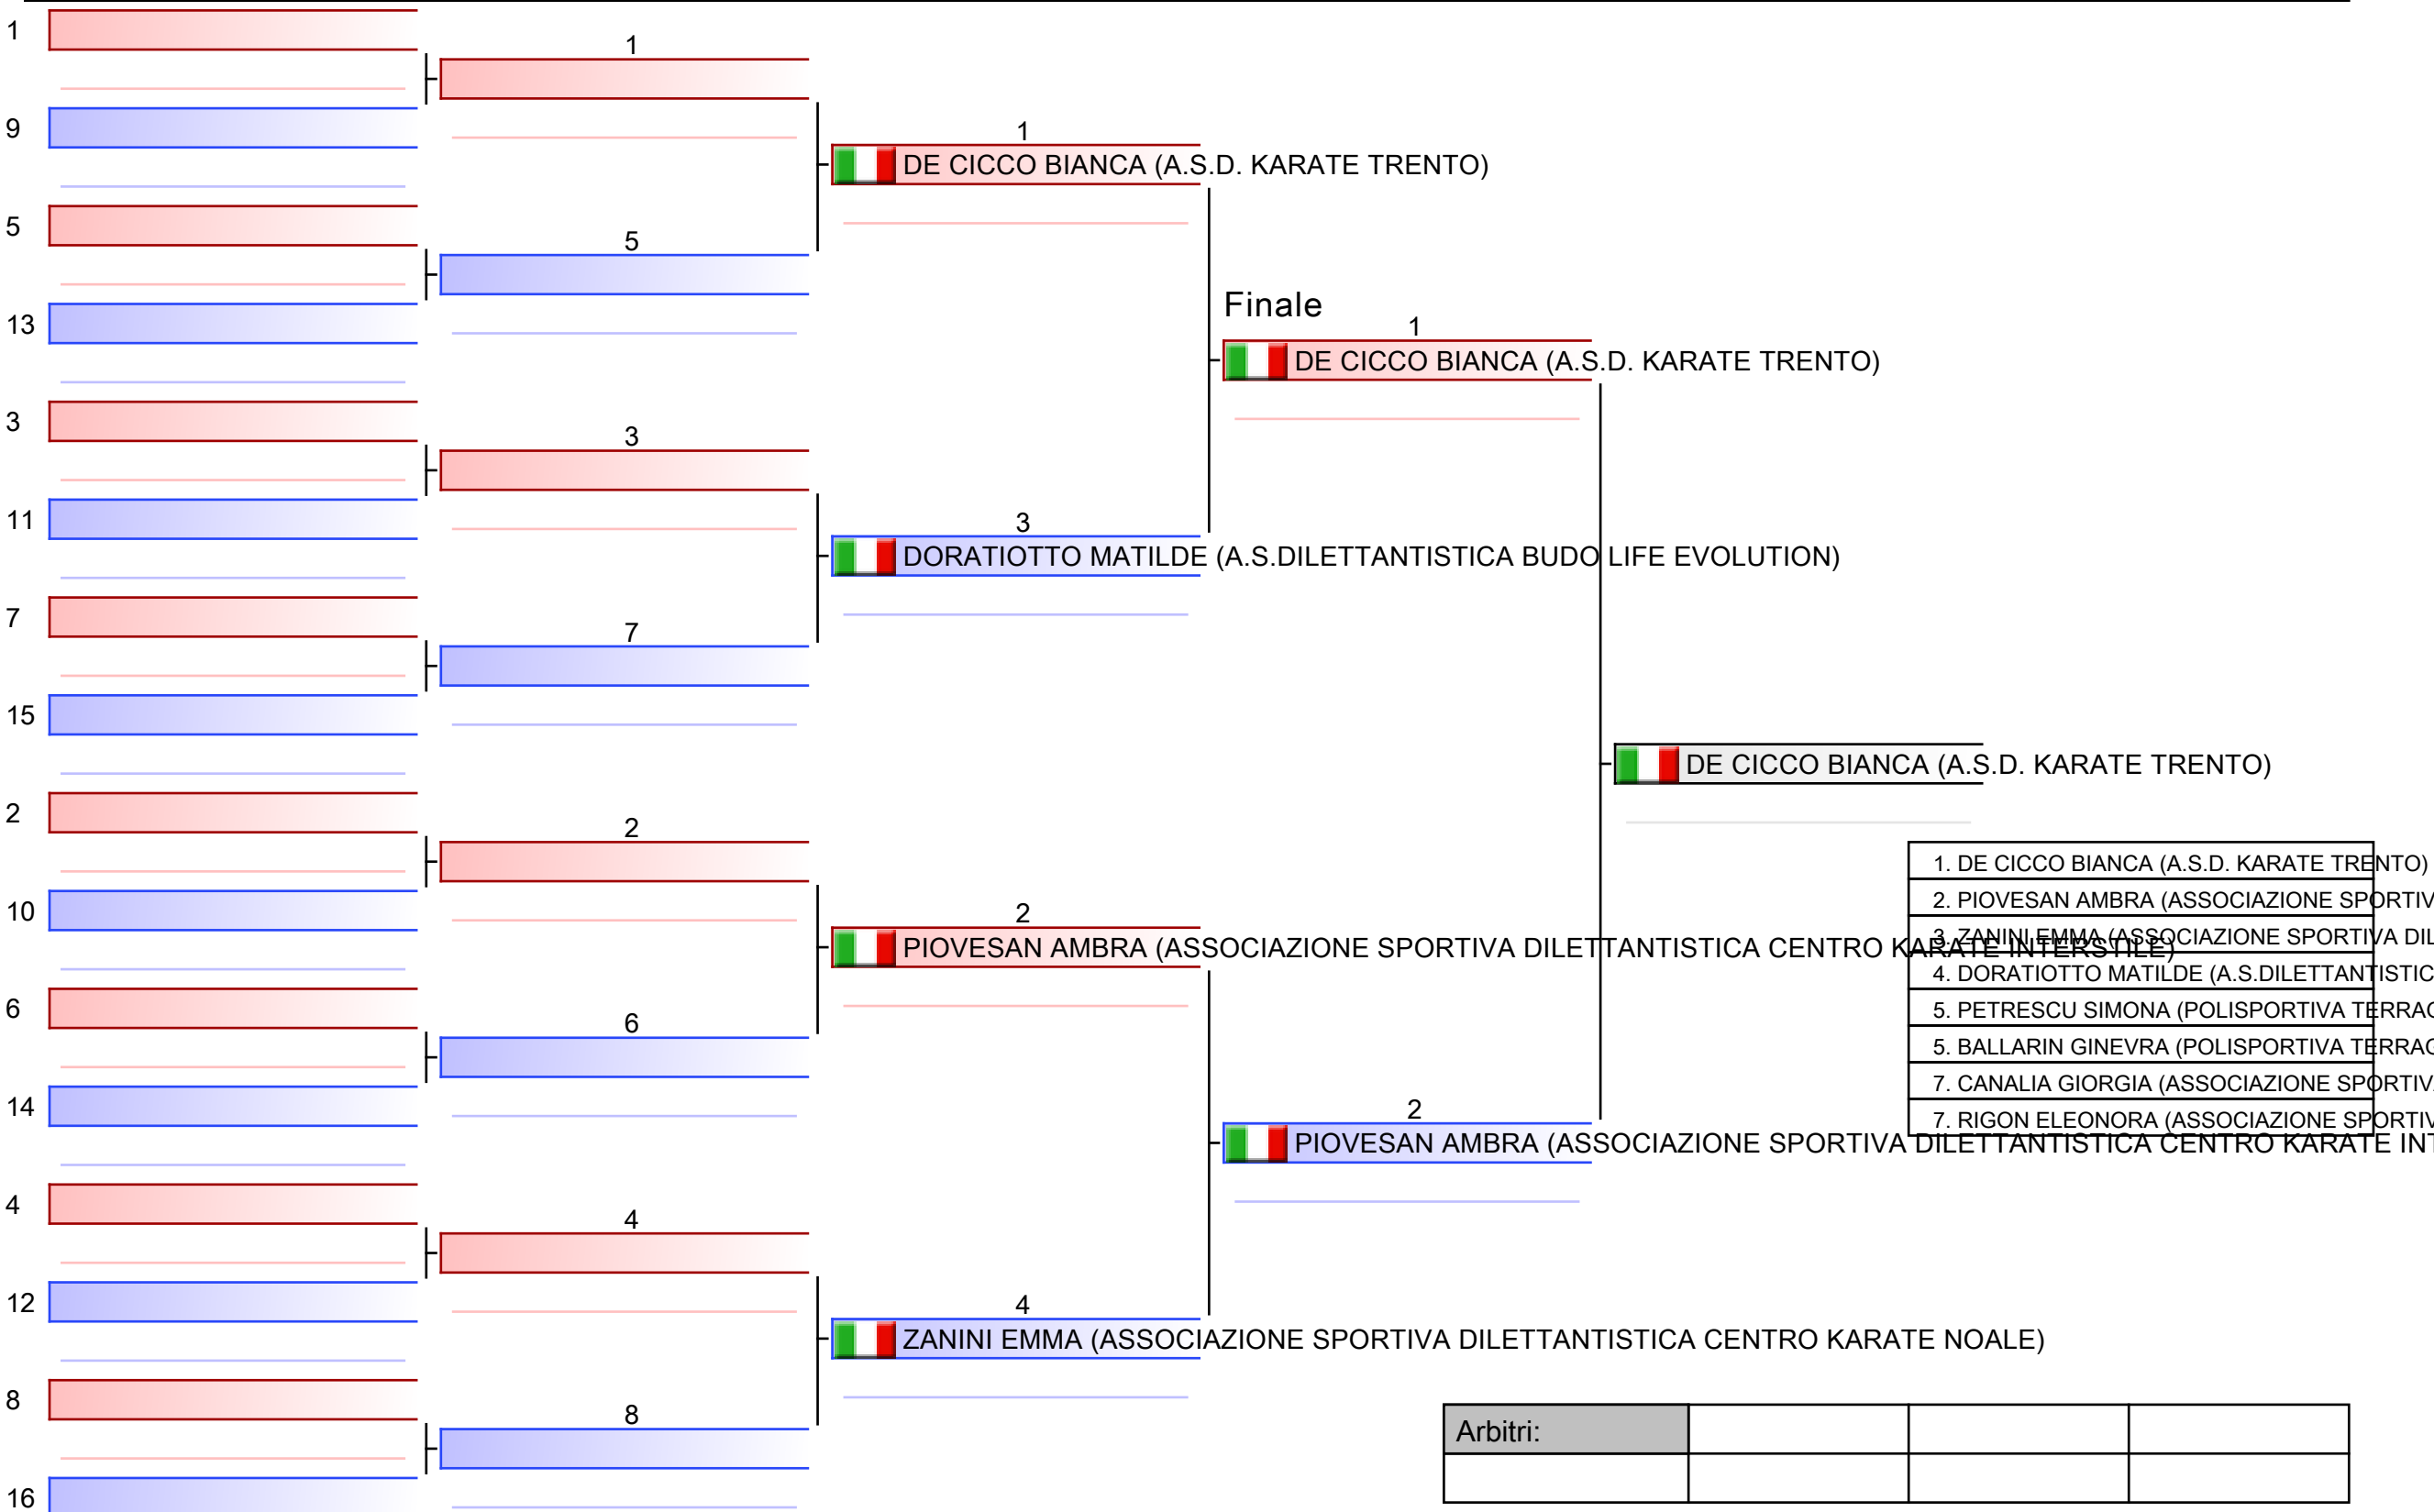 1
1
9
1
DE CICCO BIANCA (A.S.D. KARATE TRENTO)
5
5
13
Finale
1
DE CICCO BIANCA (A.S.D. KARATE TRENTO)
3
3
11
3
DORATIOTTO MATILDE (A.S.DILETTANTISTICA BUDO LIFE EVOLUTION)
7
7
15
DE CICCO BIANCA (A.S.D. KARATE TRENTO)
2
2
10
2
PIOVESAN AMBRA (ASSOCIAZIONE SPORTIVA DILETTANTISTICA CENTRO KARATE INTERSTILE)
1. DE CICCO BIANCA (A.S.D. KARATE TRENTO)
2. PIOVESAN AMBRA (ASSOCIAZIONE SPORTIV
3. ZANINI EMMA (ASSOCIAZIONE SPORTIVA DIL
4. DORATIOTTO MATILDE (A.S.DILETTANTISTIC
5. PETRESCU SIMONA (POLISPORTIVA TERRAG
5. BALLARIN GINEVRA (POLISPORTIVA TERRAG
7. CANALIA GIORGIA (ASSOCIAZIONE SPORTIV
7. RIGON ELEONORA (ASSOCIAZIONE SPORTIV
6
6
14
2
PIOVESAN AMBRA (ASSOCIAZIONE SPORTIVA DILETTANTISTICA CENTRO KARATE INT
4
4
12
4
ZANINI EMMA (ASSOCIAZIONE SPORTIVA DILETTANTISTICA CENTRO KARATE NOALE)
8
8
16
Arbitri: